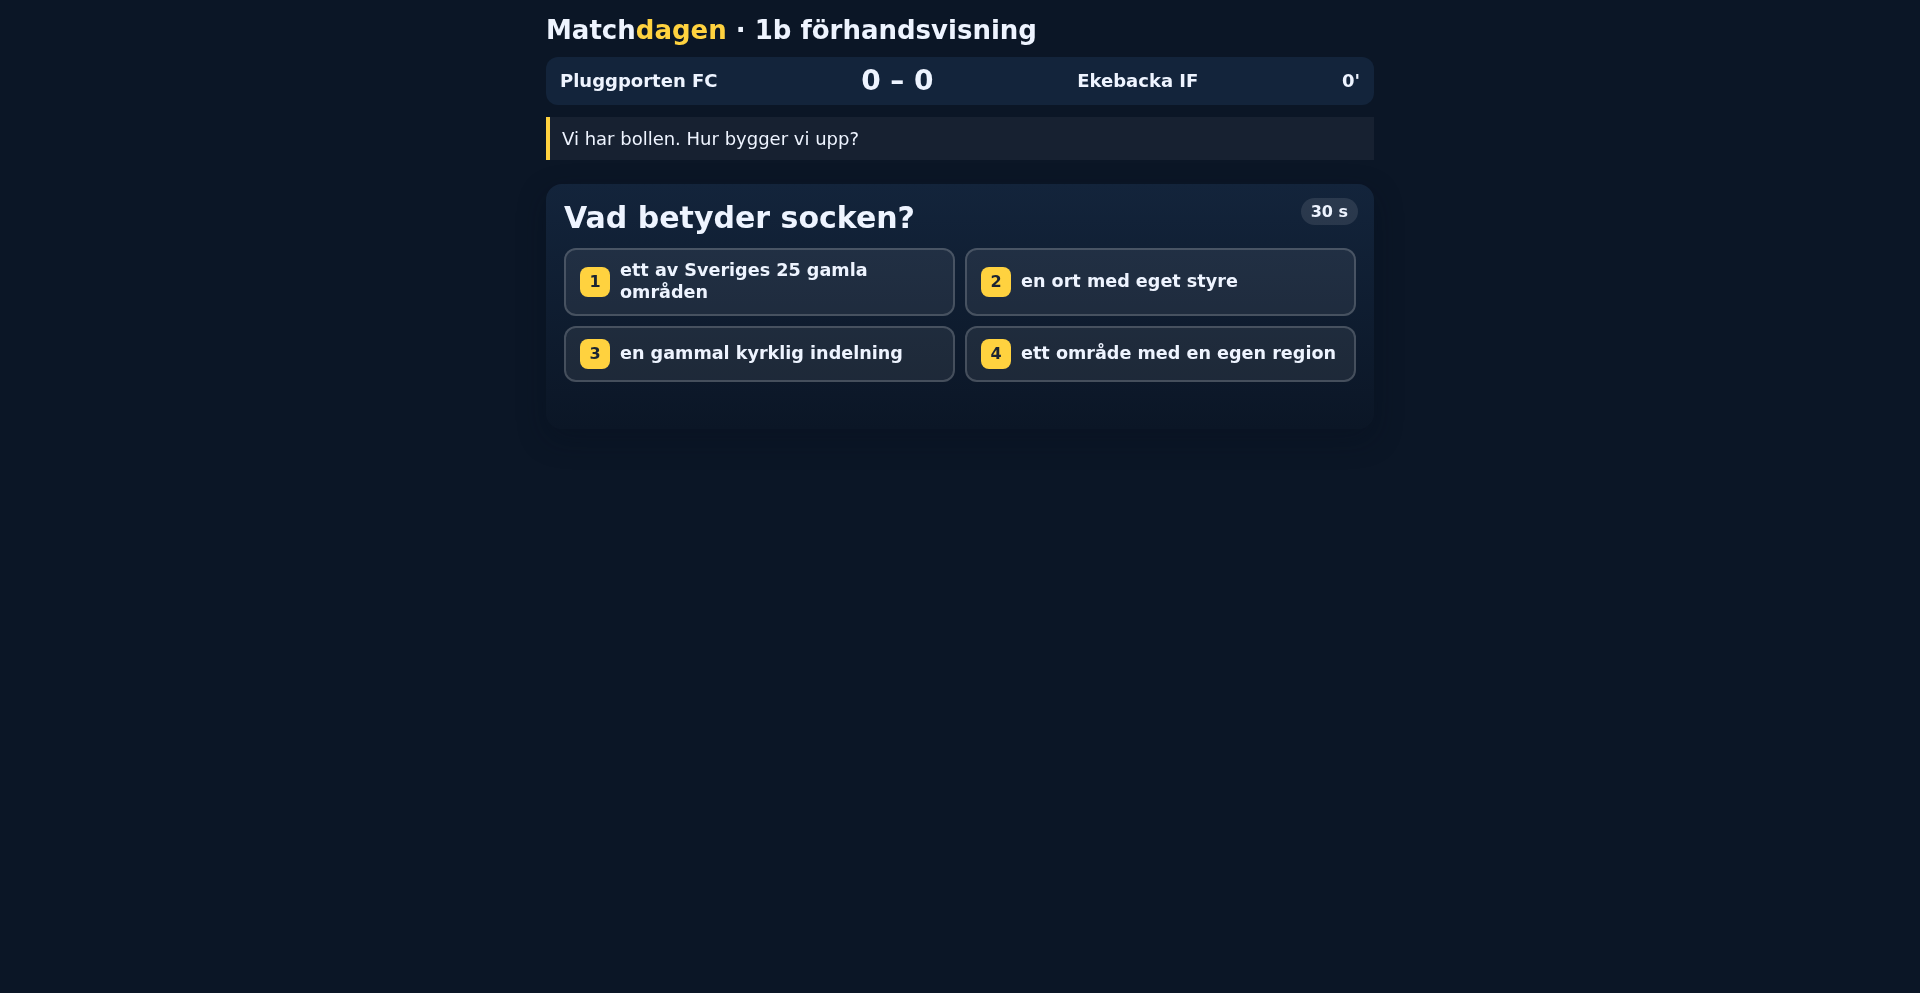 Matchdagen · 1b förhandsvisning
Pluggporten FC 0 – 0 Ekebacka IF 0'
Vi har bollen. Hur bygger vi upp?
Vad betyder socken?
30 s
1 ett av Sveriges 25 gamla
områden
2 en ort med eget styre
3 en gammal kyrklig indelning
4 ett område med en egen region